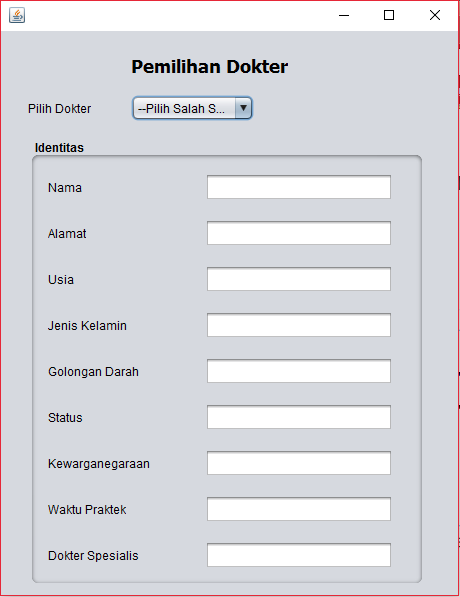 Pemilihan Dokter
Pilih Dokter
--Pilih Salah S...
Identitas
Nama
Alamat
Usia
Jenis Kelamin
Golongan Darah
Status
Kewarganegaraan
Waktu Praktek
Dokter Spesialis